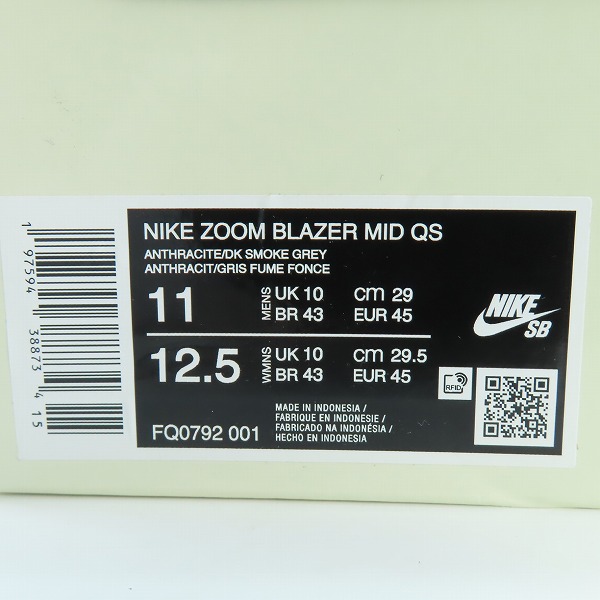 1 97594 38873 4 15
NIKE ZOOM BLAZER MID QS
ANTHRACITE/DK SMOKE GREY
ANTHRACIT/GRIS FUME FONCE
11 MENS UK 10 cm 29
BR 43 EUR 45
12.5 WMNS UK 10 cm 29.5
BR 43 EUR 45
NIKE
SB
RFID
FQ0792 001
MADE IN INDONESIA/
FABRIQUE EN INDONESIE/
FABRICADO NA INDONÉSIA/
HECHO EN INDONESIA